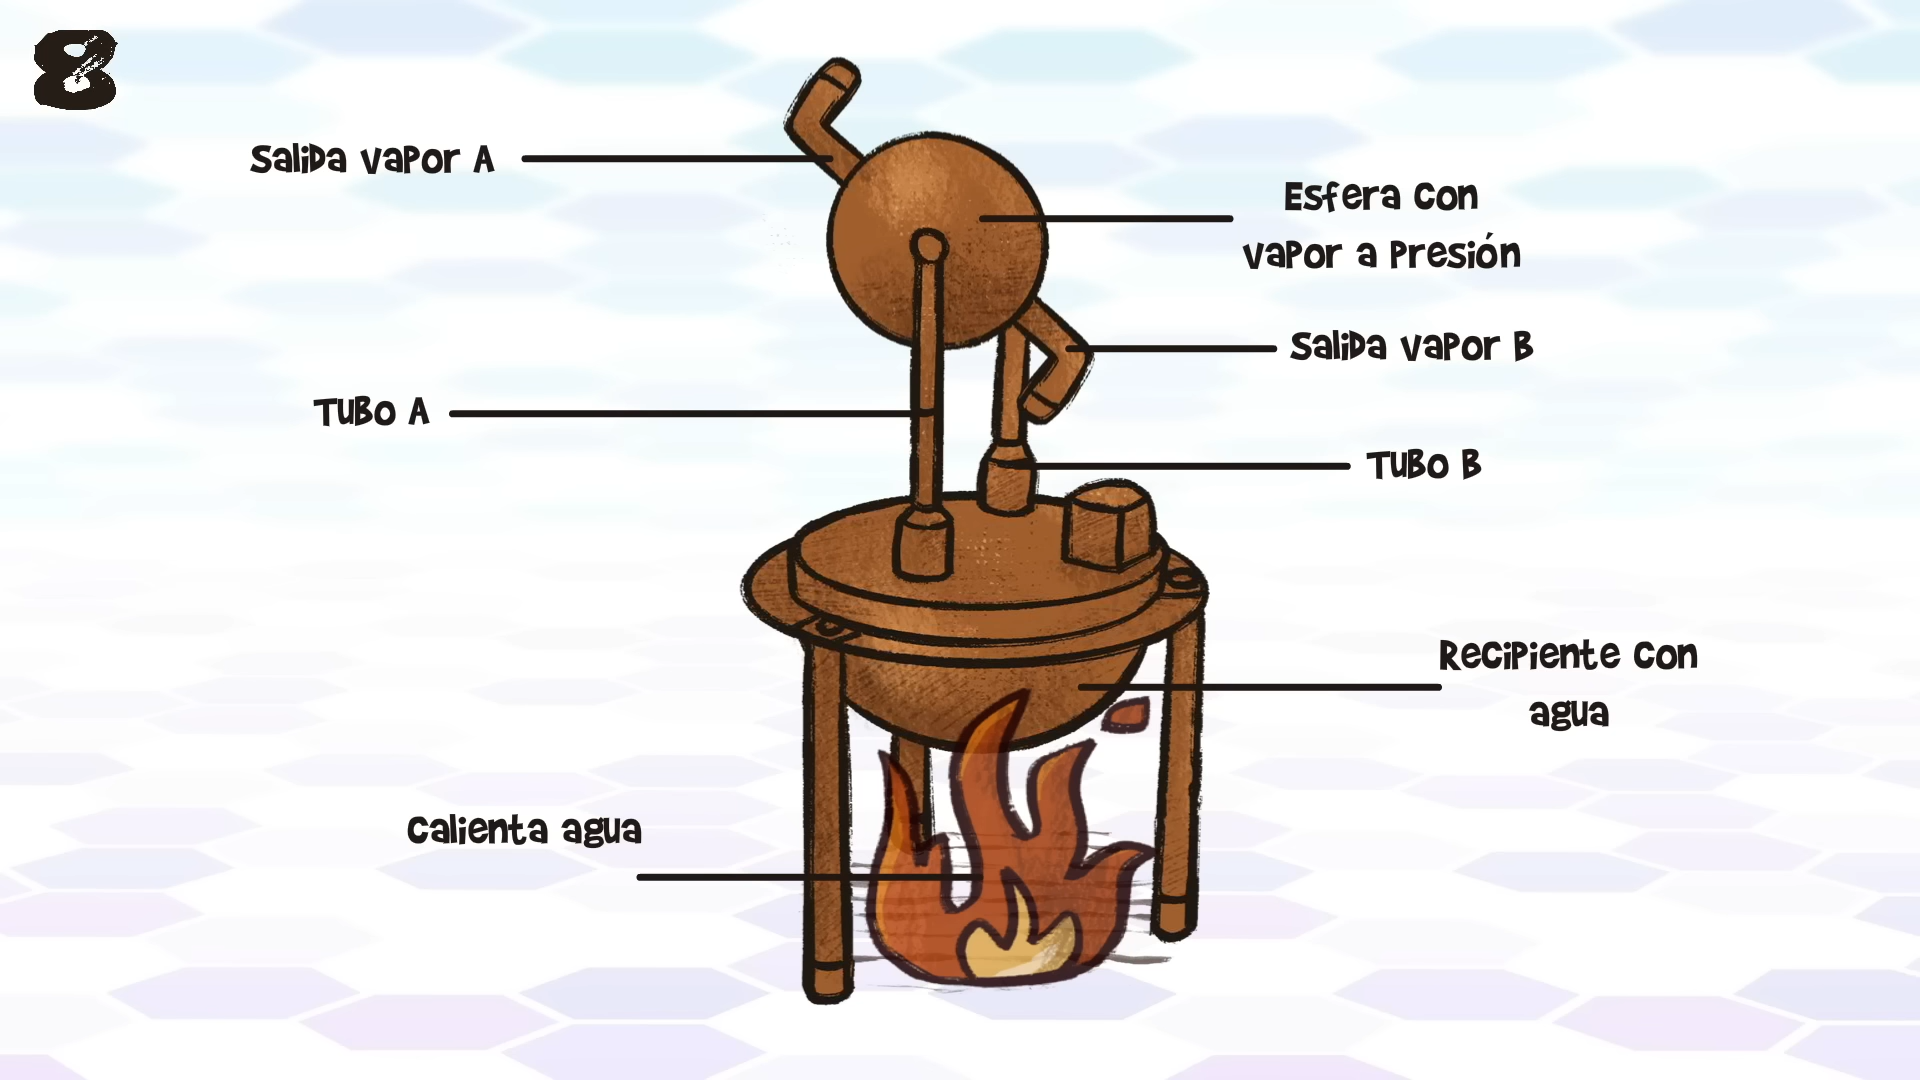 8
Salida vapor A
Esfera con
vapor a presión
Salida vapor B
Tubo A
Tubo B
Recipiente con
agua
Calienta agua